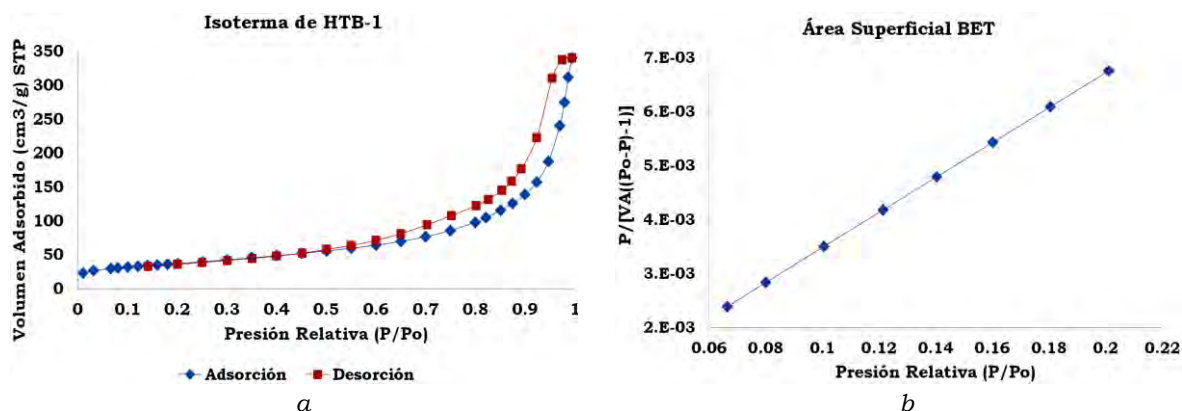 Isoterma de HTB-1
Volumen Adsorbido (cm3/g) STP
350
300
250
200
150
100
50
0
0 0.1 0.2 0.3 0.4 0.5 0.6 0.7 0.8 0.9 1
Presión Relativa (P/Po)
Adsorción Desorción
a
Área Superficial BET
P/[VA((Po-P)-1)]
7.E-03
6.E-03
5.E-03
4.E-03
3.E-03
2.E-03
0.06 0.08 0.1 0.12 0.14 0.16 0.18 0.2 0.22
Presión Relativa (P/Po)
b